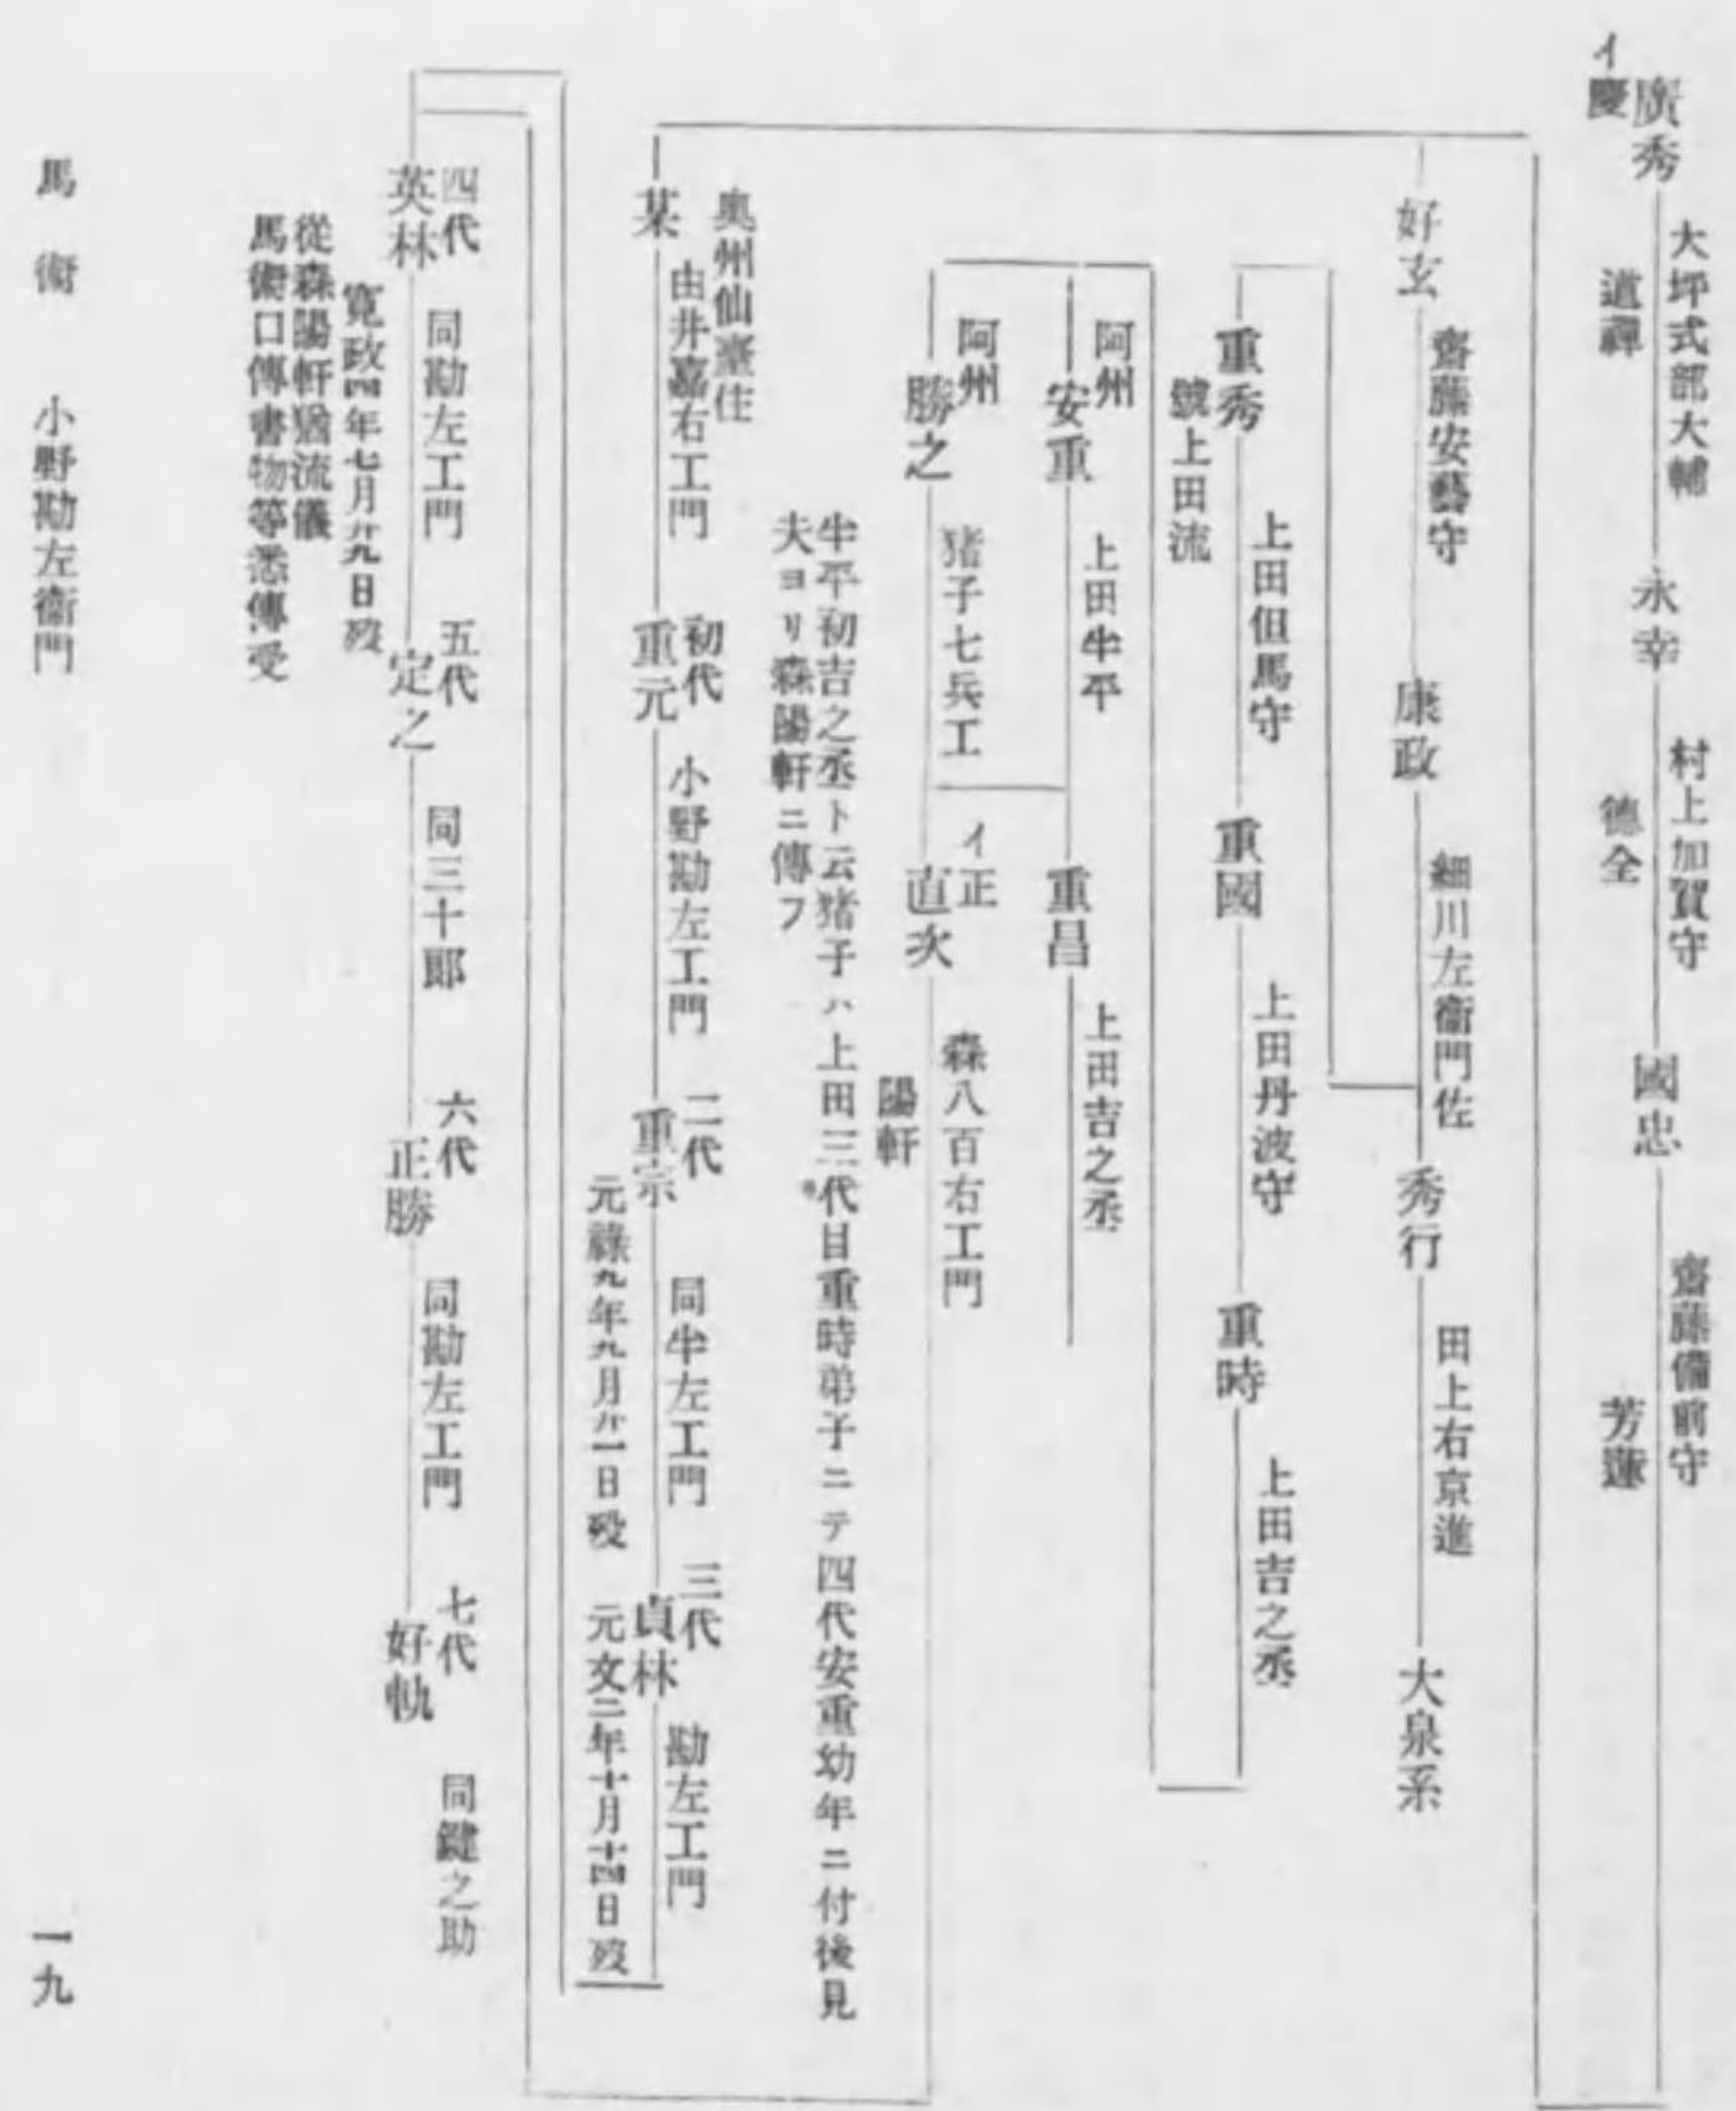 イ慶
廣秀
大坪式部大輔
道禪
永幸
村上加賀守
德全
國忠
齋藤備前守
芳蓮
好玄
齋藤安藝守
康政
細川左衞門佐
秀行
田上右京進
大泉系
重秀
號上田流
上田但馬守
重國
上田丹波守
重時
上田吉之丞
阿州
安重
上田半平
重昌
上田吉之丞
阿州
勝之
猪子七兵工
イ正
直次
森八百右工門
陽軒
半平初吉之丞ト云猪子ハ上田三代目重時弟子ニテ四代安重幼年ニ付後見
夫ヨリ森陽軒ニ傳フ
奥州仙臺住
某
由井嘉右工門
初代
重元
小野勘左工門
二代
重宗
同半左工門
元祿九年九月廿一日歿
三代
貞林
勘左工門
元文二年十月十四日歿
四代
英林
同勘左工門
寛政四年七月廿九日歿
從森陽軒猶流儀
馬術口傳書物等悉傳受
五代
定之
同三十郎
六代
正勝
同勘左工門
七代
好軌
同鍵之助
馬術 小野勘左衞門
一九